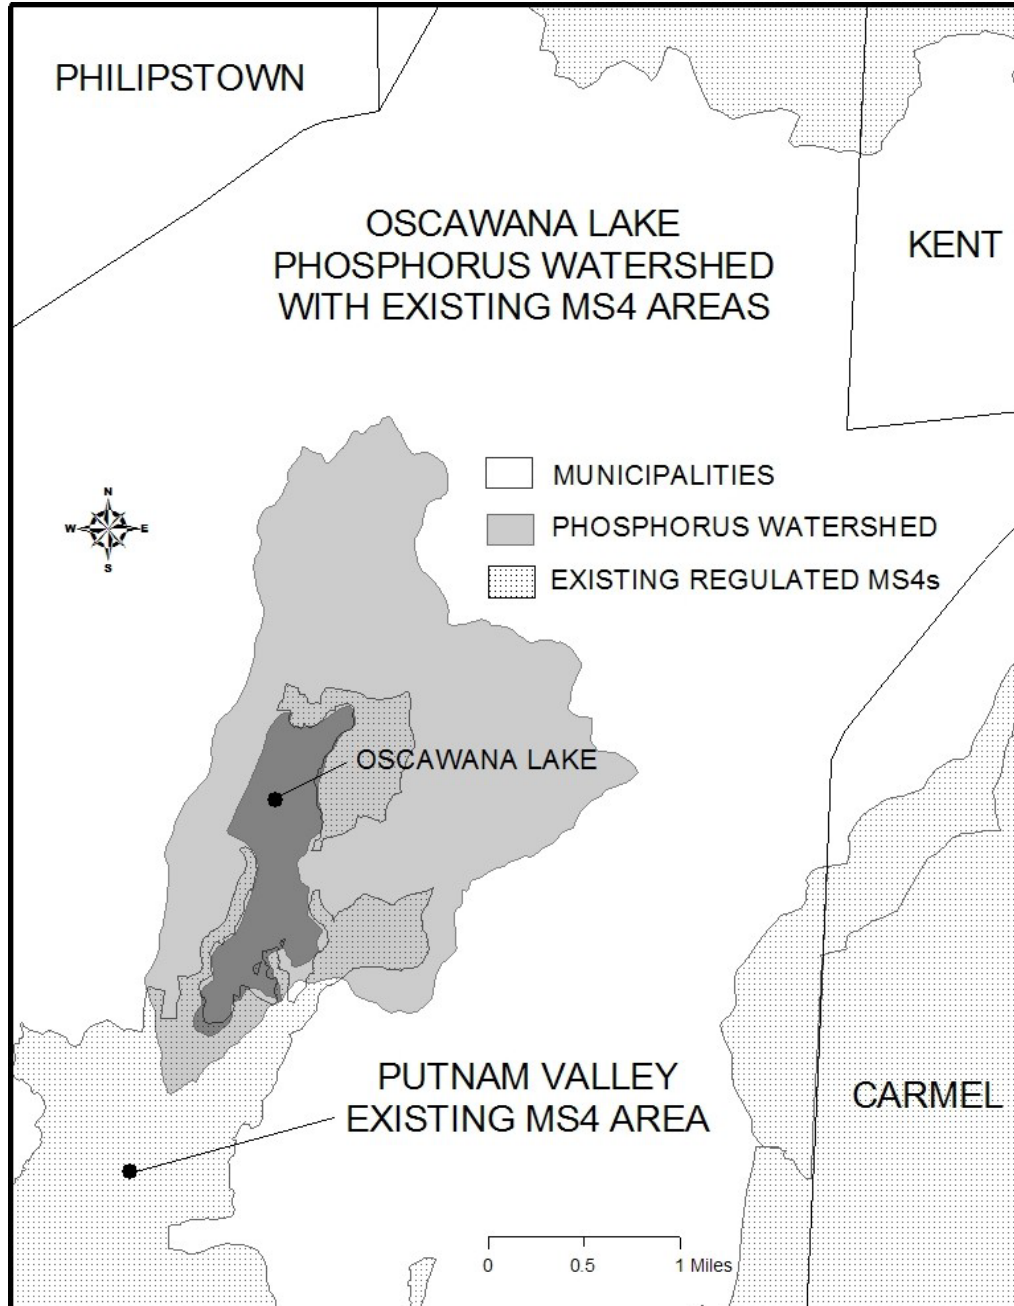 PHILIPSTOWN
OSCAWANA LAKE
PHOSPHORUS WATERSHED
WITH EXISTING MS4 AREAS
KENT
MUNICIPALITIES
PHOSPHORUS WATERSHED
EXISTING REGULATED MS4s
N
W E
S
OSCAWANA LAKE
PUTNAM VALLEY
EXISTING MS4 AREA
CARMEL
0 0.5 1 Miles